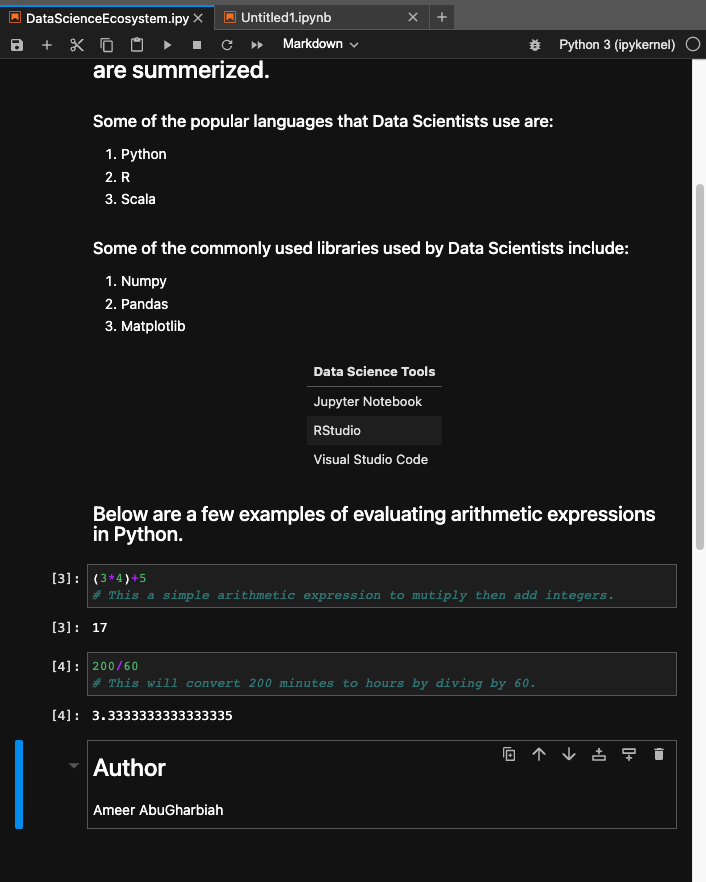 DataScienceEcosystem.ipy
Untitled1.ipynb
Markdown
Python 3 (ipykernel)
are summerized.
Some of the popular languages that Data Scientists use are:
1. Python
2. R
3. Scala
Some of the commonly used libraries used by Data Scientists include:
1. Numpy
2. Pandas
3. Matplotlib
Data Science Tools
Jupyter Notebook
RStudio
Visual Studio Code
Below are a few examples of evaluating arithmetic expressions
in Python.
[3]: (3*4)+5
# This a simple arithmetic expression to mutiply then add integers.
[3]: 17
[4]: 200/60
# This will convert 200 minutes to hours by diving by 60.
[4]: 3.3333333333333335
Author
Ameer AbuGharbiah